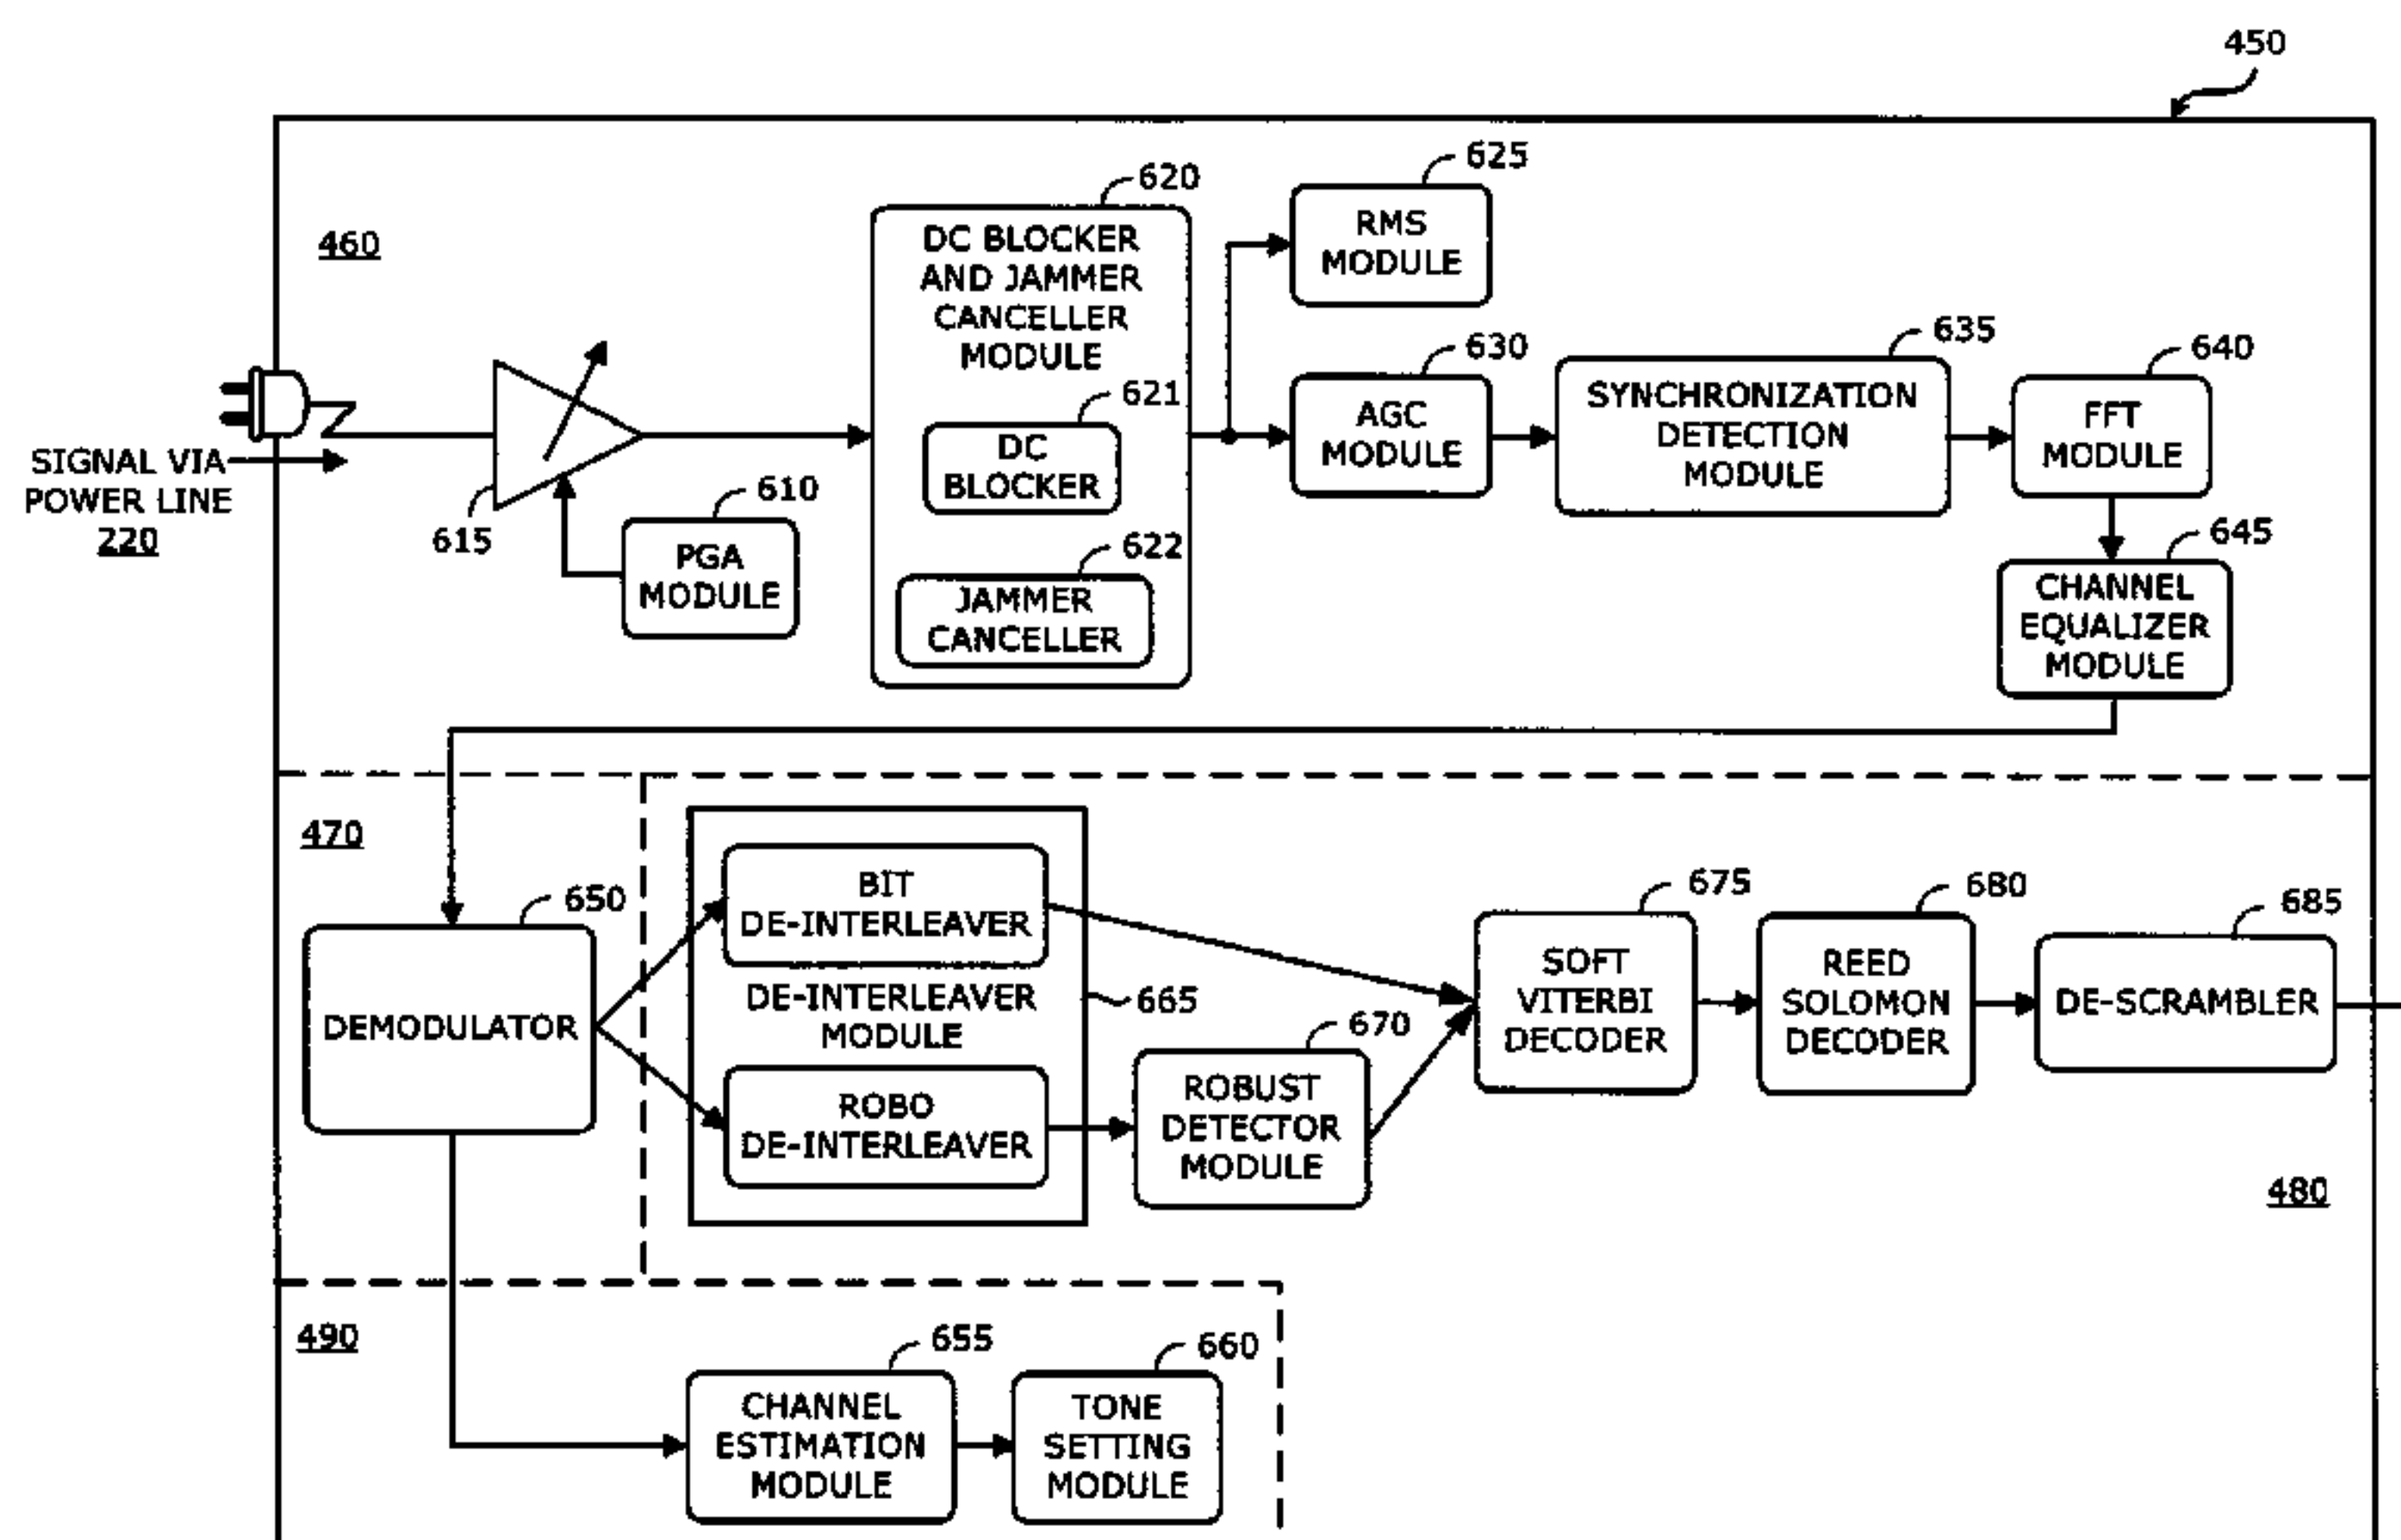 450
460
620
DC BLOCKER
AND JAMMER
CANCELLER
MODULE
621
DC
BLOCKER
622
JAMMER
CANCELLER
625
RMS
MODULE
630
AGC
MODULE
635
SYNCHRONIZATION
DETECTION
MODULE
640
FFT
MODULE
645
CHANNEL
EQUALIZER
MODULE
SIGNAL VIA
POWER LINE
220
615
610
PGA
MODULE
470
650
DEMODULATOR
BIT
DE-INTERLEAVER
DE-INTERLEAVER
MODULE
665
ROBO
DE-INTERLEAVER
670
ROBUST
DETECTOR
MODULE
675
SOFT
VITERBI
DECODER
680
REED
SOLOMON
DECODER
685
DE-SCRAMBLER
480
490
655
CHANNEL
ESTIMATION
MODULE
660
TONE
SETTING
MODULE